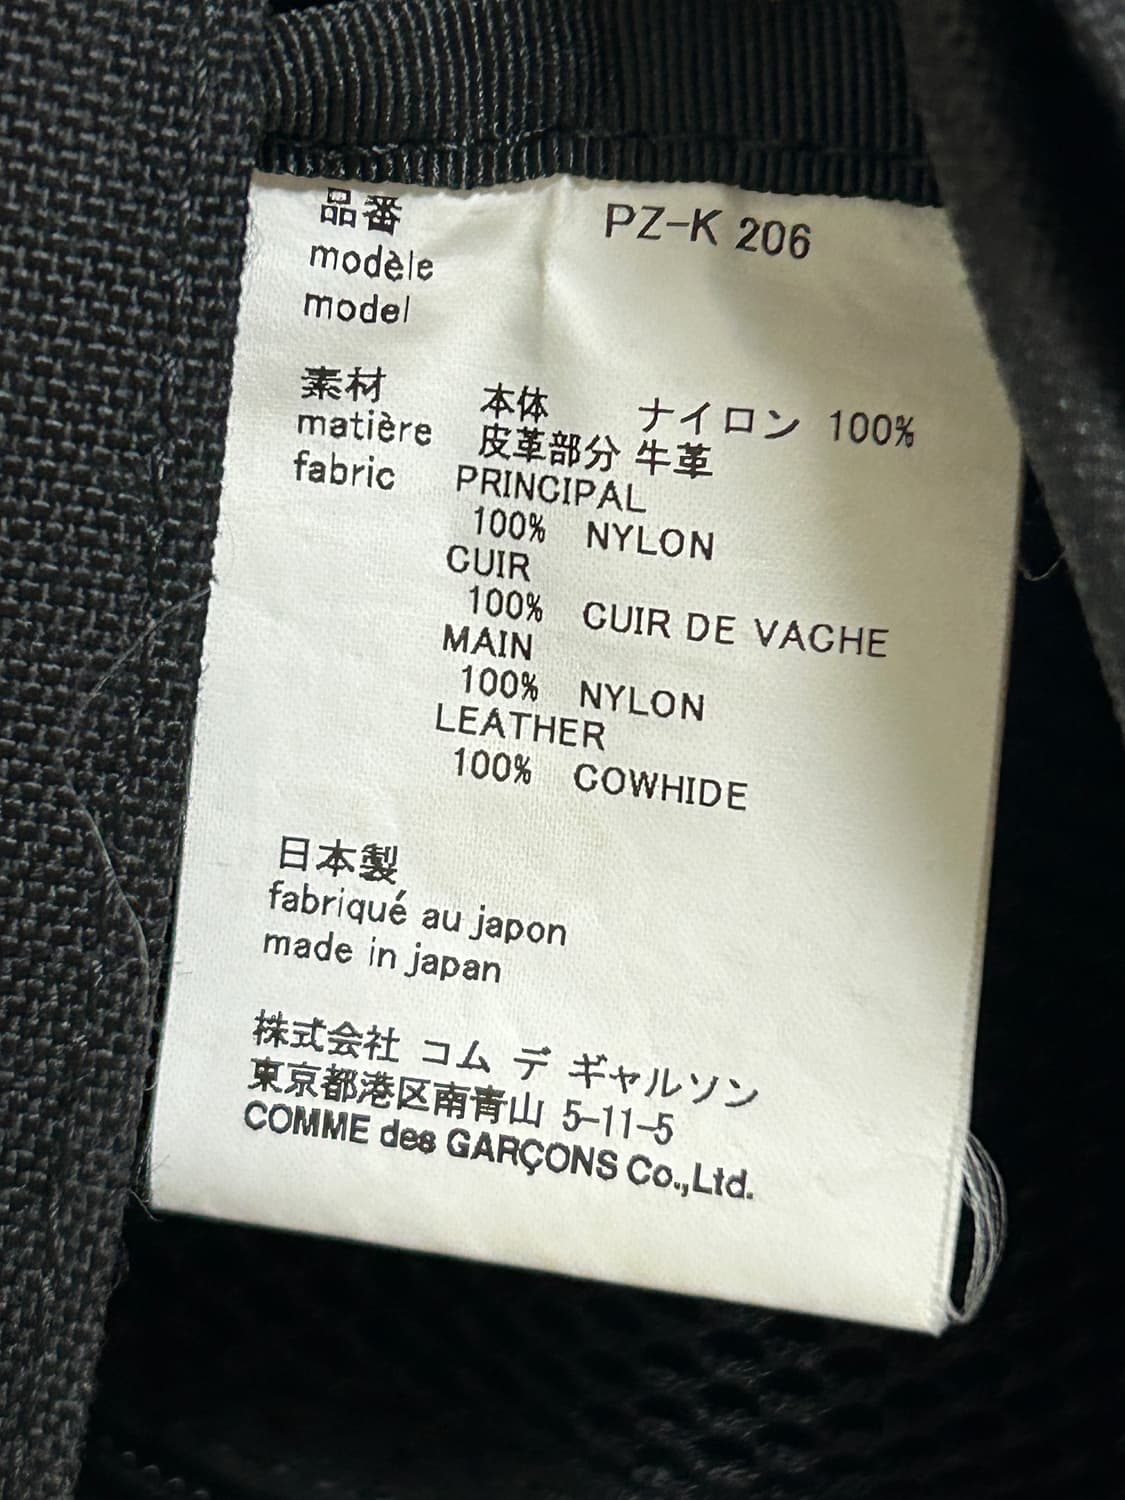 品番 PZ-K 206
modèle
model
素材 本体 ナイロン 100%
matière 皮革部分 牛革
fabric PRINCIPAL
100% NYLON
CUIR
100% CUIR DE VACHE
MAIN
100% NYLON
LEATHER
100% COWHIDE
日本製
fabriqué au japon
made in japan
株式会社 コム デ ギャルソン
東京都港区南青山 5-11-5
COMME des GARÇONS Co.,Ltd.